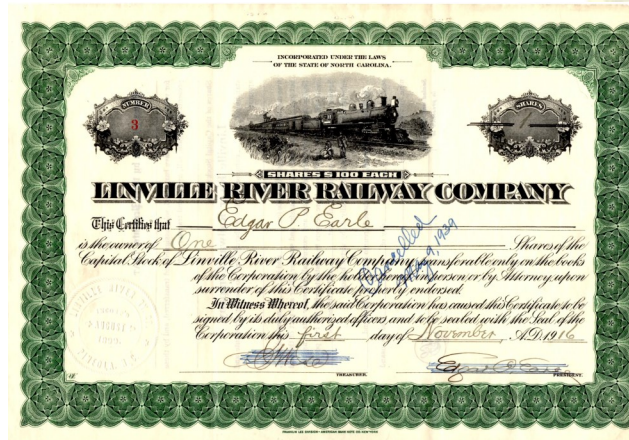 INCORPORATED UNDER THE LAWS
OF THE STATE OF NORTH CAROLINA.
NUMBER
3
SHARES
1
SHARES $100 EACH
LINVILLE RIVER RAILWAY COMPANY
This Certifies that Edgar P. Earle
is the owner of One Shares of the
Capital Stock of Linville River Railway Company transferable only on the books
of the Corporation by the holder hereof in person or by Attorney upon
surrender of this Certificate properly endorsed.
Cancelled
In Witness Whereof, the said Corporation has caused this Certificate to be
signed by its duly authorized officers and to be sealed with the Seal of the
Corporation this first day of November A.D. 1916
TREASURER.
PRESIDENT.
LINVILLE RIVER